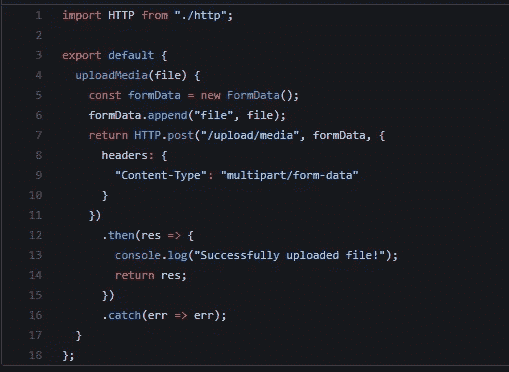 1 import HTTP from "./http";
2
3 export default {
4 uploadMedia(file) {
5 const formData = new FormData();
6 formData.append("file", file);
7 return HTTP.post("/upload/media", formData, {
8 headers: {
9 "Content-Type": "multipart/form-data"
10 }
11 })
12 .then(res => {
13 console.log("Successfully uploaded file!");
14 return res;
15 })
16 .catch(err => err);
17 }
18 };